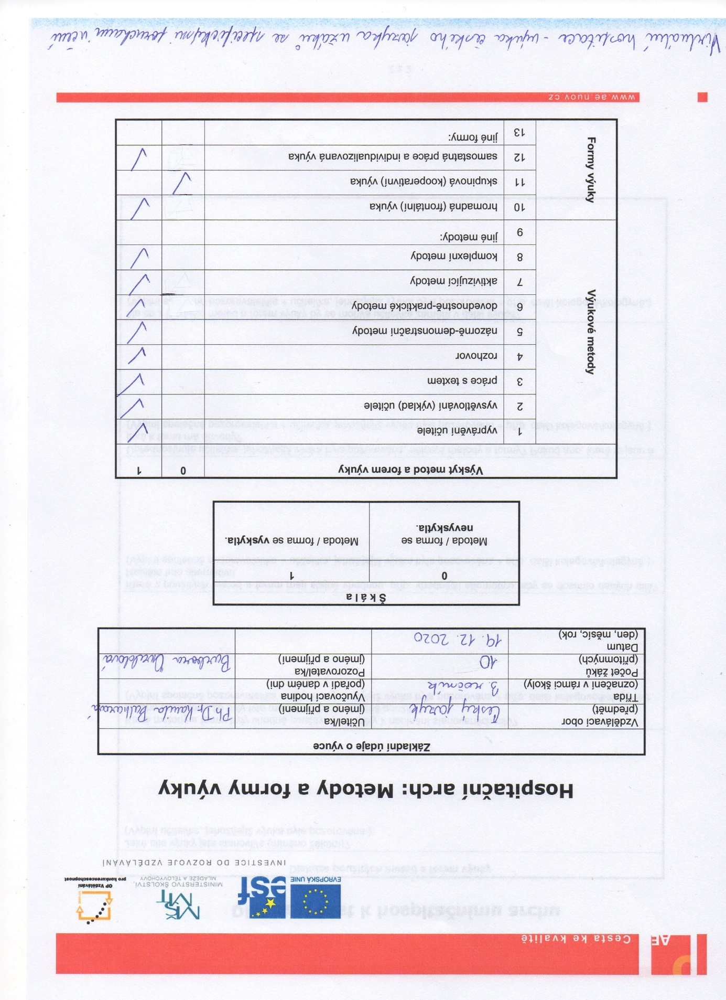 AE Cesta ke kvalitě
EVROPSKÁ UNIE
esf
MŠMT
MINISTERSTVO ŠKOLSTVÍ,
MLÁDEŽE A TĚLOVÝCHOVY
OP Vzdělávání
pro konkurenceschopnost
INVESTICE DO ROZVOJE VZDĚLÁVÁNÍ
Hospitační arch: Metody a formy výuky
Základní údaje o výuce
Vzdělávací obor (předmět) Český jazyk Učitel/ka (jméno a příjmení) PhDr. Kamila Balharová
Třída (označení v rámci školy) 3. ročník Vyučovací hodina (pořadí v daném dni)
Počet žáků (přítomných) 10 Pozorovatel/ka (jméno a příjmení) Barbora
Datum (den, měsíc, rok) 19. 12. 2020
Škála
0 1
Metoda / forma se nevyskytla. Metoda / forma se vyskytla.
Výskyt metod a forem výuky 0 1
Výukové metody
1 vyprávění učitele ✓
2 vysvětlování (výklad) učitele ✓
3 práce s textem ✓
4 rozhovor ✓
5 názorně-demonstrační metody ✓
6 dovednostně-praktické metody ✓
7 aktivizující metody ✓
8 komplexní metody ✓
9 jiné metody:
Formy výuky
10 hromadná (frontální) výuka ✓
11 skupinová (kooperativní) výuka ✓
12 samostatná práce a individualizovaná výuka ✓
13 jiné formy:
www.ae.nuov.cz
Virtuální hospitace - výuka českého jazyka u žáků se specifickými poruchami učení